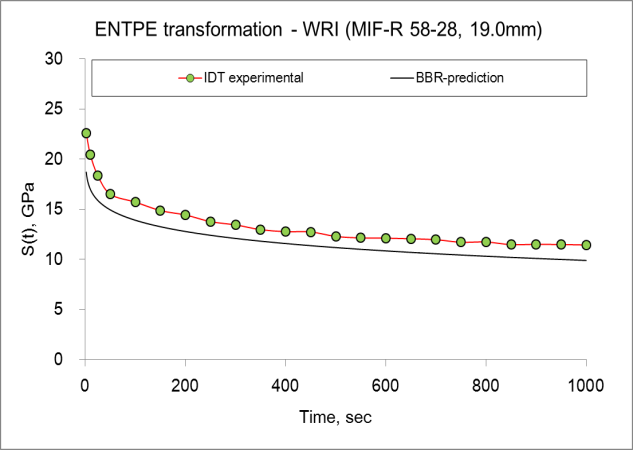 ENTPE transformation - WRI (MIF-R 58-28, 19.0mm)
IDT experimental
BBR-prediction
S(t), GPa
30
25
20
15
10
5
0
0 200 400 600 800 1000
Time, sec